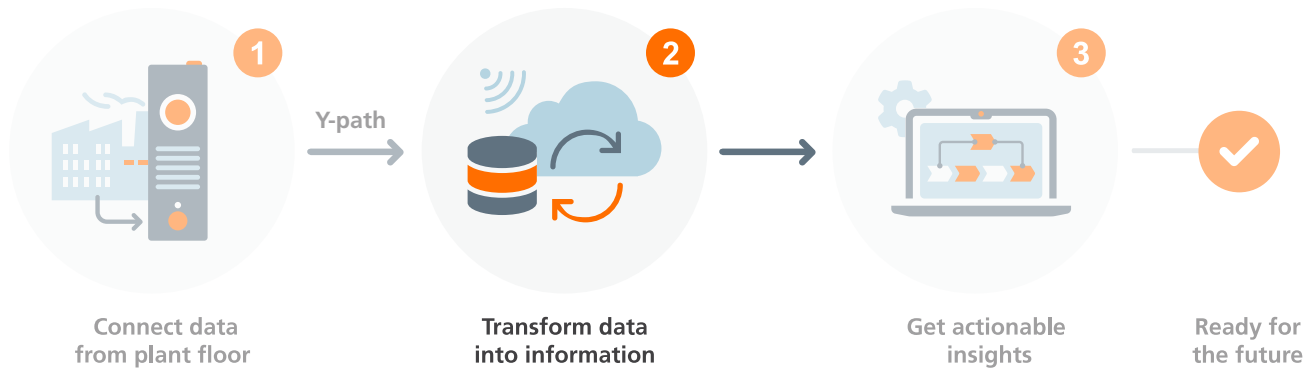 1
2
3
Y-path
Connect data
from plant floor
Transform data
into information
Get actionable
insights
Ready for
the future